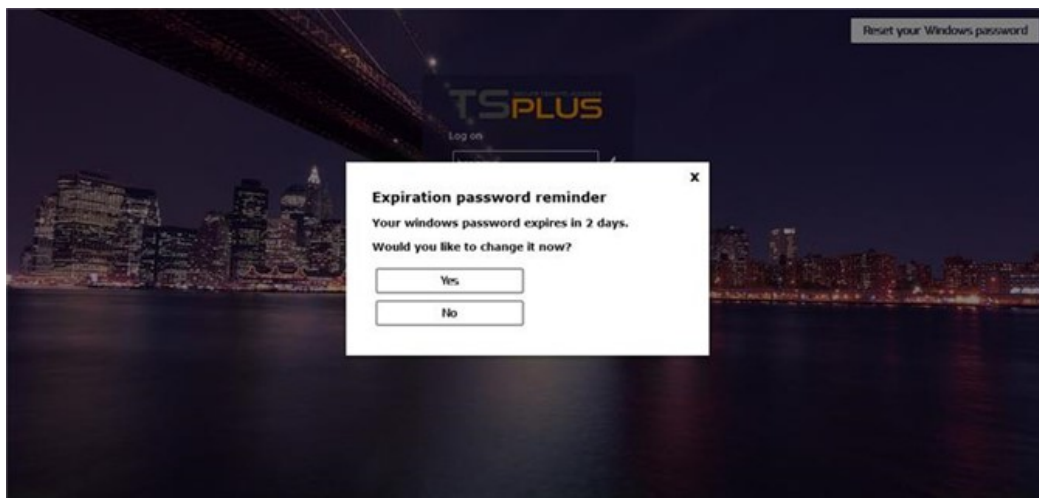 Reset your Windows password
TSPLUS
Log on
x
Expiration password reminder
Your windows password expires in 2 days.
Would you like to change it now?
Yes
No